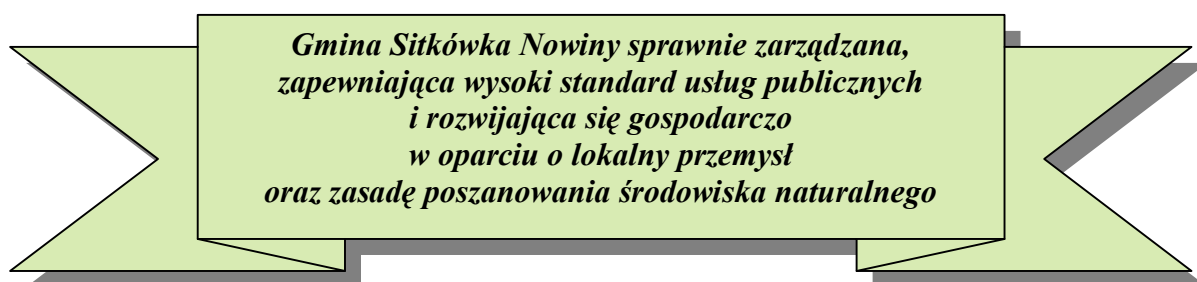 Gmina Sitkówka Nowiny sprawnie zarządzana,
zapewniająca wysoki standard usług publicznych
i rozwijająca się gospodarczo
w oparciu o lokalny przemysł
oraz zasadę poszanowania środowiska naturalnego